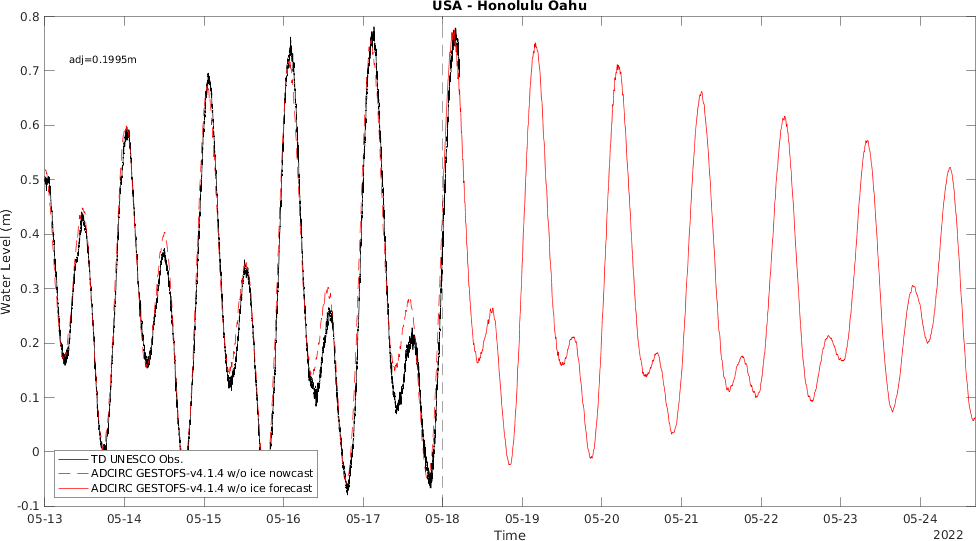 USA - Honolulu Oahu
adj=0.1995m
Water Level (m)
0.8
0.7
0.6
0.5
0.4
0.3
0.2
0.1
0
-0.1
TD UNESCO Obs.
ADCIRC GESTOFS-v4.1.4 w/o ice nowcast
ADCIRC GESTOFS-v4.1.4 w/o ice forecast
05-13 05-14 05-15 05-16 05-17 05-18 05-19 05-20 05-21 05-22 05-23 05-24
Time
2022